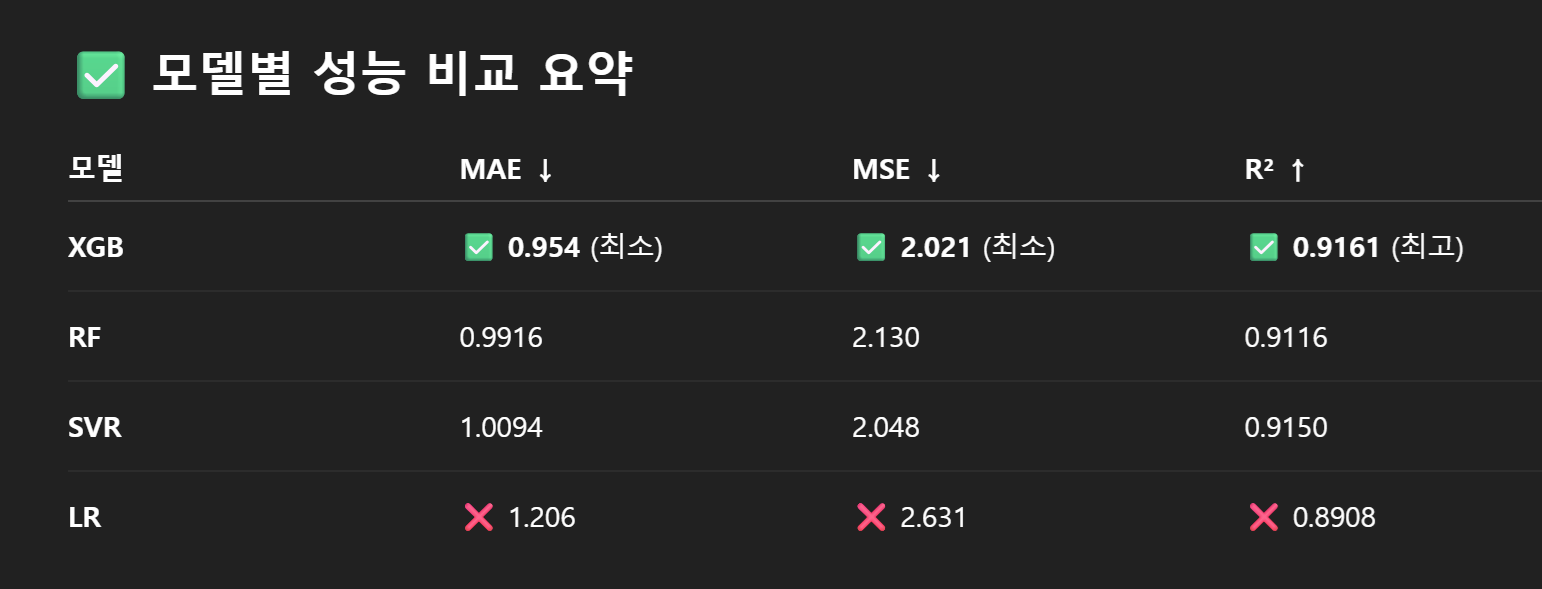 ✅ 모델별 성능 비교 요약
모델 MAE ↓ MSE ↓ R² ↑
XGB ✅ 0.954 (최소) ✅ 2.021 (최소) ✅ 0.9161 (최고)
RF 0.9916 2.130 0.9116
SVR 1.0094 2.048 0.9150
LR ❌ 1.206 ❌ 2.631 ❌ 0.8908